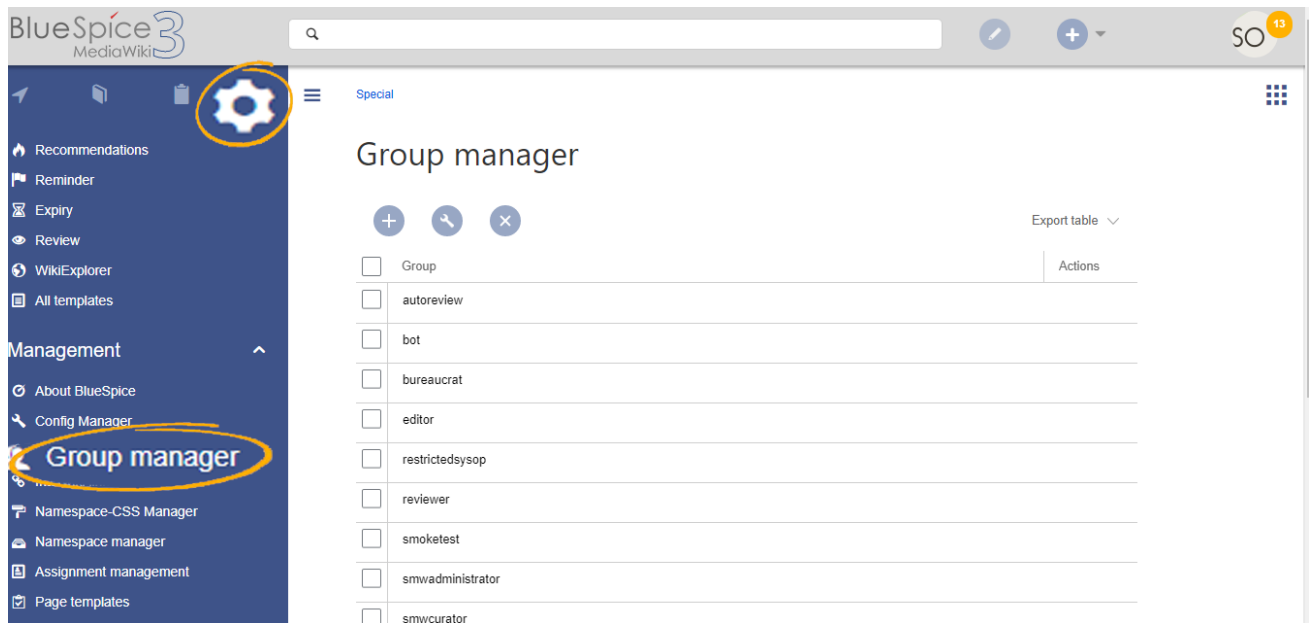 BlueSpice 3
MediaWiki
SO
13
Special
Group manager
Export table
Recommendations
Reminder
Expiry
Review
WikiExplorer
All templates
Management
About BlueSpice
Config Manager
Group manager
Namespace-CSS Manager
Namespace manager
Assignment management
Page templates
Group
Actions
autoreview
bot
bureaucrat
editor
restrictedsysop
reviewer
smoketest
smwadministrator
smwcurator